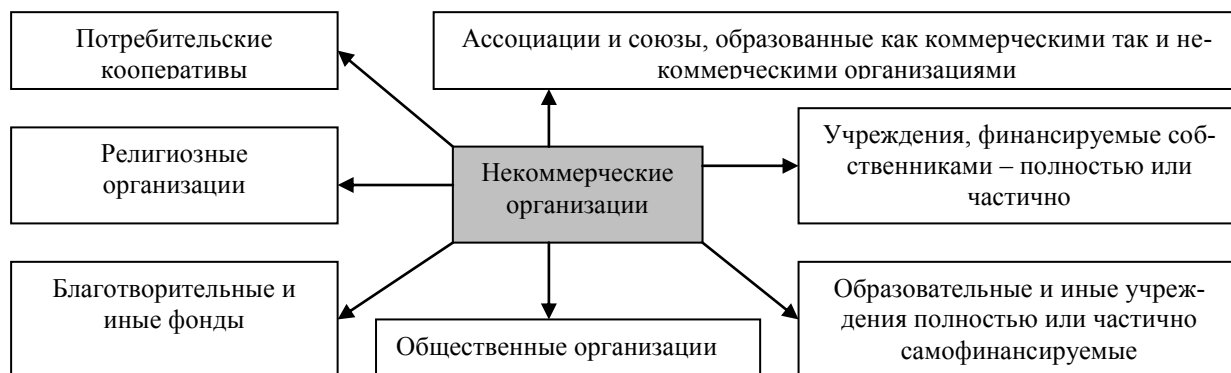 Потребительские
кооперативы
Ассоциации и союзы, образованные как коммерческими так и не-
коммерческими организациями
Религиозные
организации
Некоммерческие
организации
Учреждения, финансируемые соб-
ственниками – полностью или
частично
Благотворительные и
иные фонды
Общественные организации
Образовательные и иные учреж-
дения полностью или частично
самофинансируемые